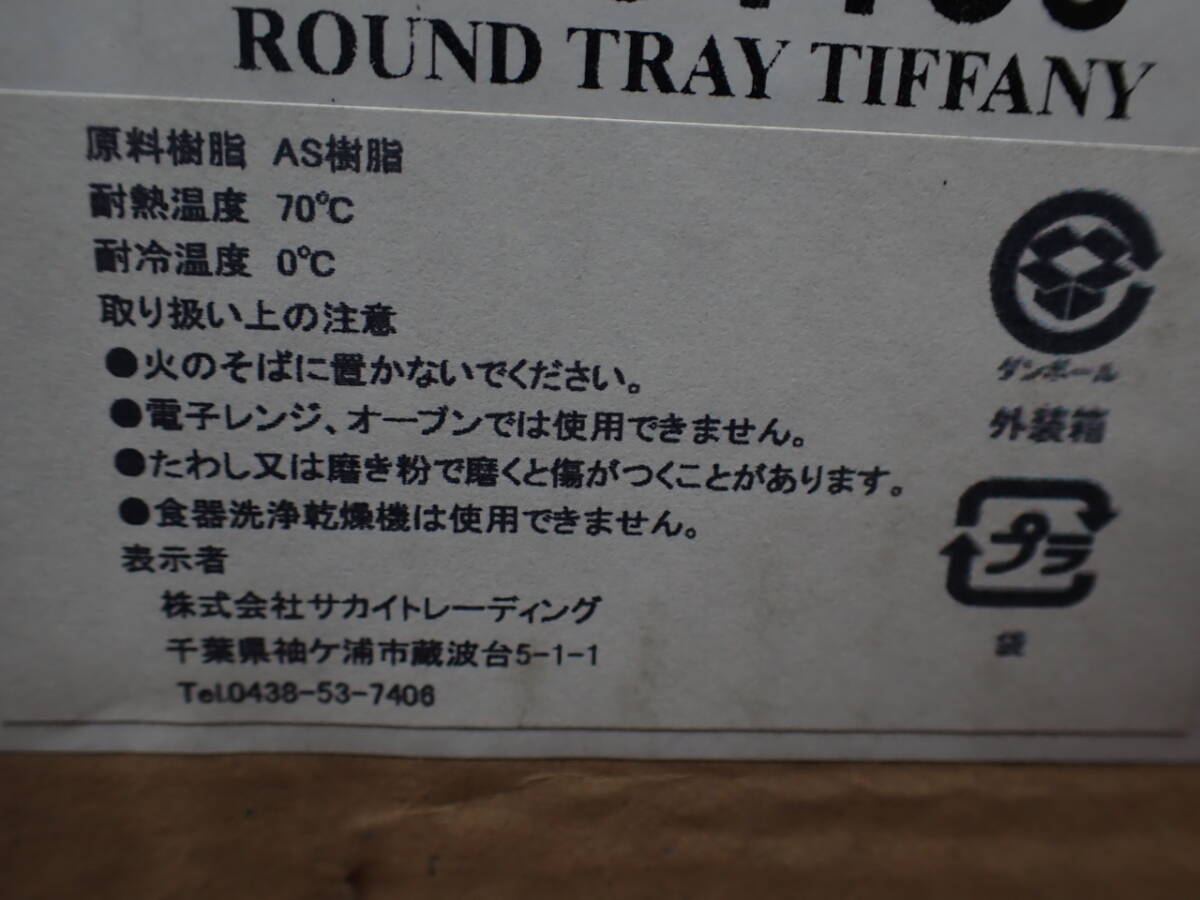 ROUND TRAY TIFFANY
原料樹脂 AS樹脂
耐熱温度 70℃
耐冷温度 0℃
取り扱い上の注意
●火のそばに置かないでください。
●電子レンジ、オーブンでは使用できません。
●たわし又は磨き粉で磨くと傷がつくことがあります。
●食器洗浄乾燥機は使用できません。
表示者
株式会社サカイトレーディング
千葉県袖ケ浦市蔵波台5-1-1
Tel.0438-53-7406
ダンボール
外装箱
プラ
袋